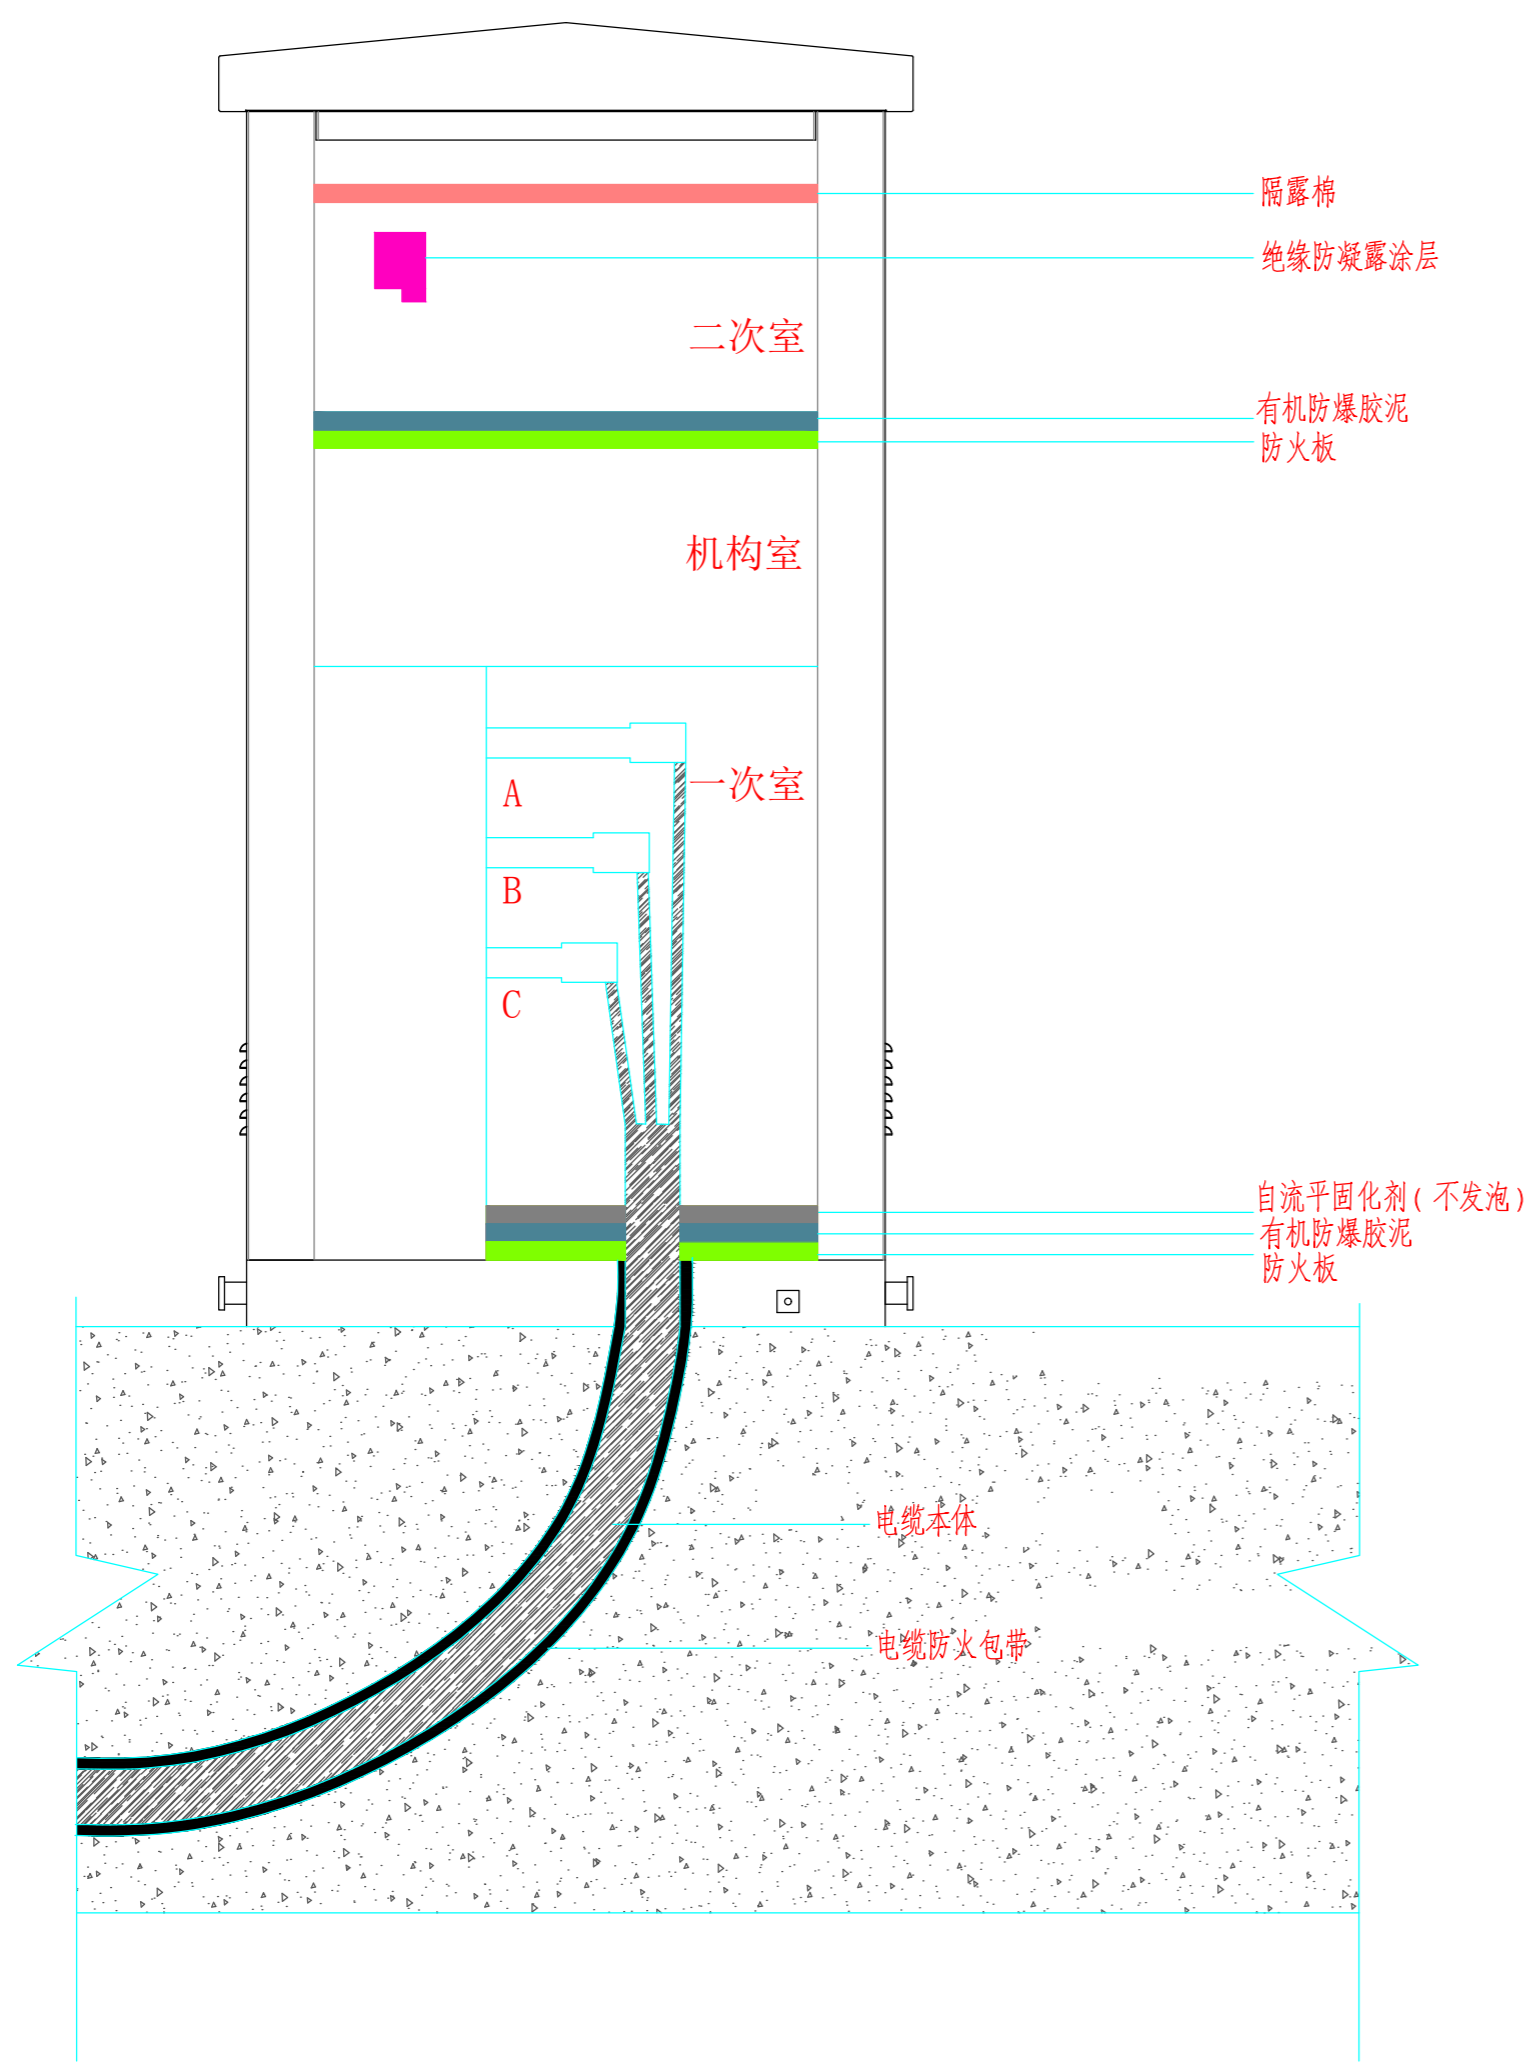 隔露棉
绝缘防凝露涂层
二次室
有机防爆胶泥
防火板
机构室
一次室
A
B
C
自流平固化剂(不发泡)
有机防爆胶泥
防火板
电缆本体
电缆防火包带